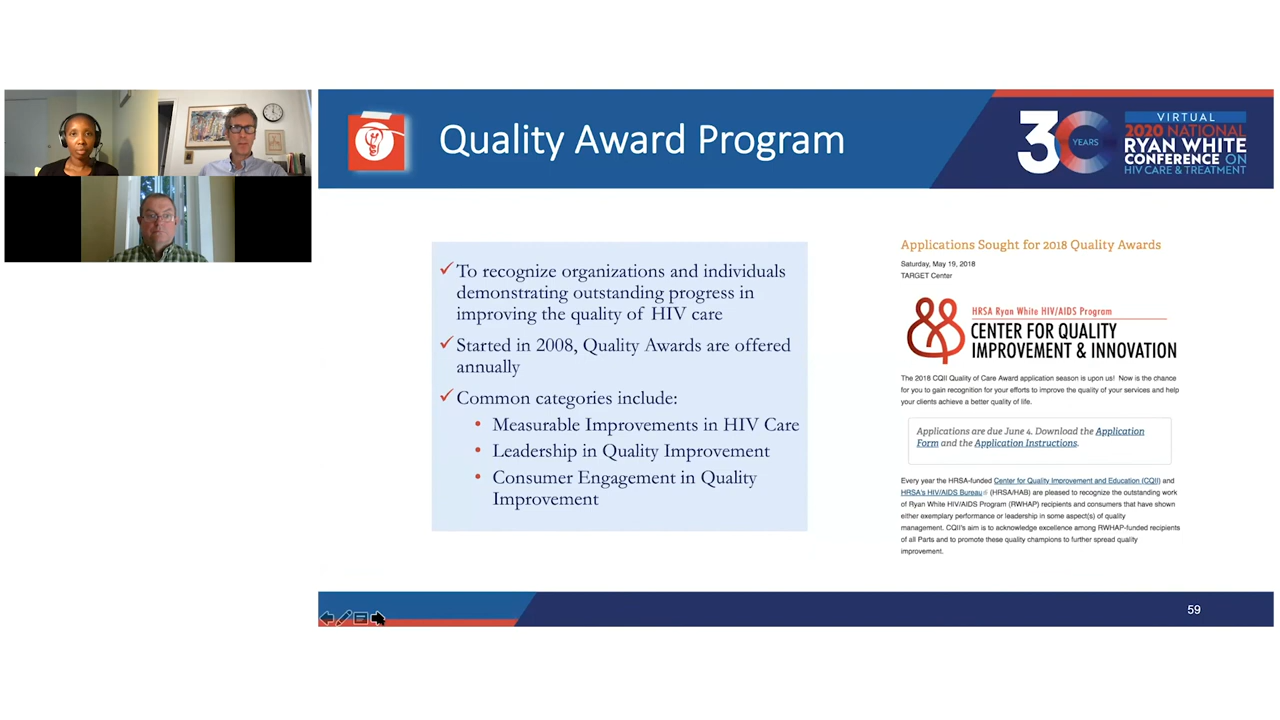 Quality Award Program
30
YEARS
VIRTUAL
2020 NATIONAL
RYAN WHITE
CONFERENCE ON
HIV CARE & TREATMENT
To recognize organizations and individuals
demonstrating outstanding progress in
improving the quality of HIV care
Started in 2008, Quality Awards are offered
annually
Common categories include:
Measurable Improvements in HIV Care
Leadership in Quality Improvement
Consumer Engagement in Quality
Improvement
Applications Sought for 2018 Quality Awards
Saturday, May 19, 2018
TARGET Center
HRSA Ryan White HIV/AIDS Program
CENTER FOR QUALITY
IMPROVEMENT & INNOVATION
The 2018 CQII Quality of Care Award application season is upon us! Now is the chance
for you to gain recognition for your efforts to improve the quality of your services and help
your clients achieve a better quality of life.
Applications are due June 4. Download the Application
Form and the Application Instructions.
Every year the HRSA-funded Center for Quality Improvement and Education (CQII) and
HRSA's HIV/AIDS Bureau (HRSA/HAB) are pleased to recognize the outstanding work
of Ryan White HIV/AIDS Program (RWHAP) recipients and consumers that have shown
either exemplary performance or leadership in some aspect(s) of quality
management. CQII's aim is to acknowledge excellence among RWHAP-funded recipients
of all Parts and to promote these quality champions to further spread quality
improvement.
59